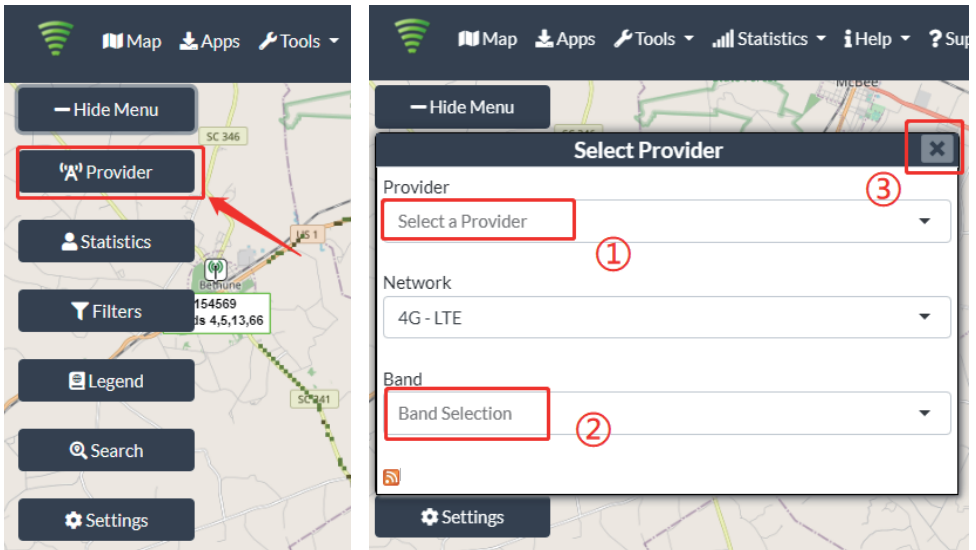 Map Apps Tools
Hide Menu
SC 346
Provider
Statistics
US 1
Bethune
154569
ds 4,5,13,66
Filters
Legend
SC 341
Search
Settings
Map Apps Tools Statistics Help ? Sup
McBee
Hide Menu
Select Provider
Provider
③
Select a Provider
①
Network
4G - LTE
Band
Band Selection
②
Settings